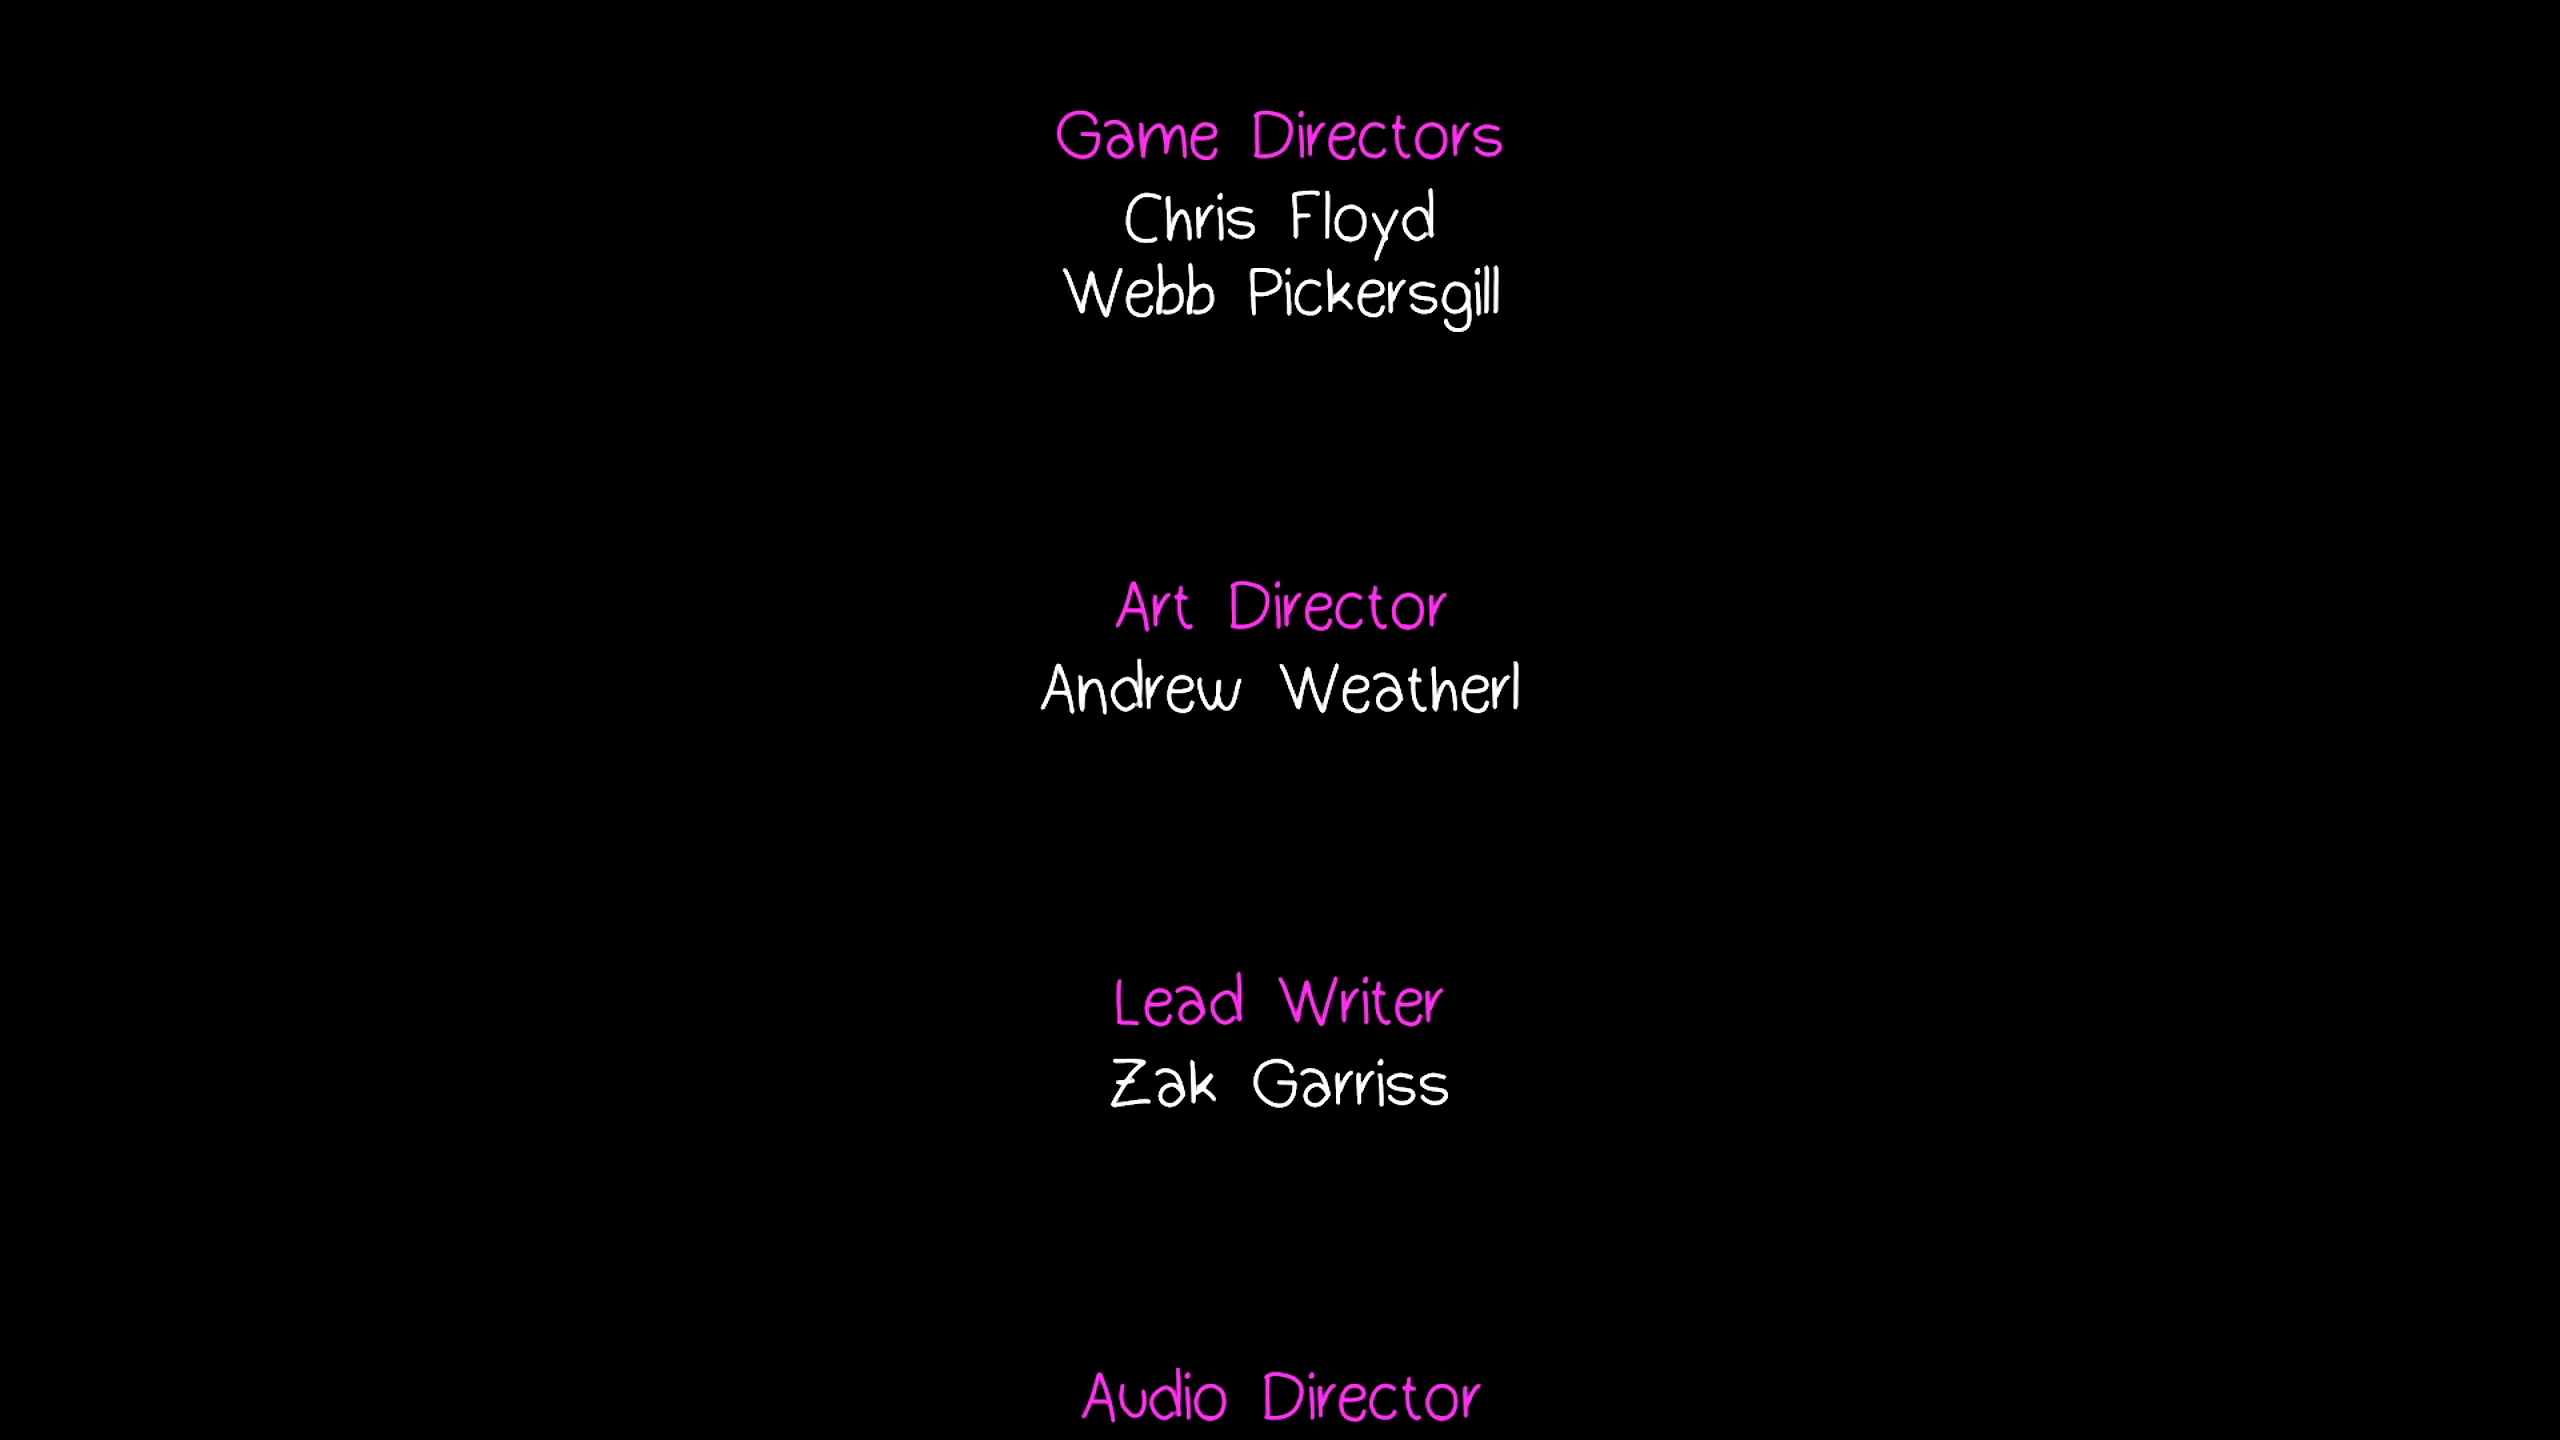 Game Directors
Chris Floyd
Webb Pickersgill
Art Director
Andrew Weatherl
Lead Writer
Zak Garriss
Audio Director